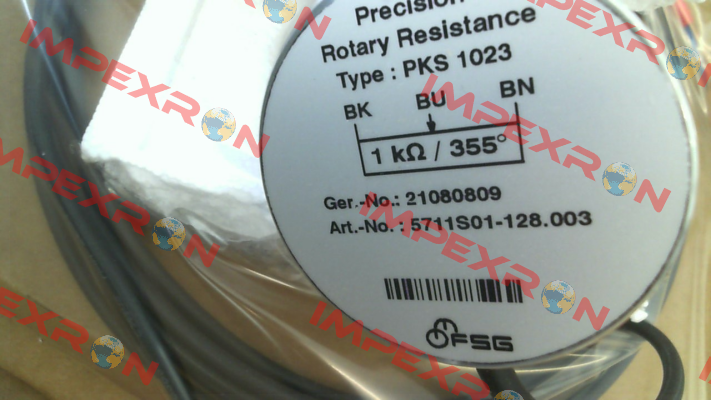 Precision
Rotary Resistance
Type : PKS 1023
BK BU BN
1 kΩ / 355°
Ger.-No.: 21080809
Art.-No. : 5711S01-128.003
FSG
IMPEXRON
IMPEXRON
IMPEXRON
IMPEXRON
IMPEXRON
IMPEXRON